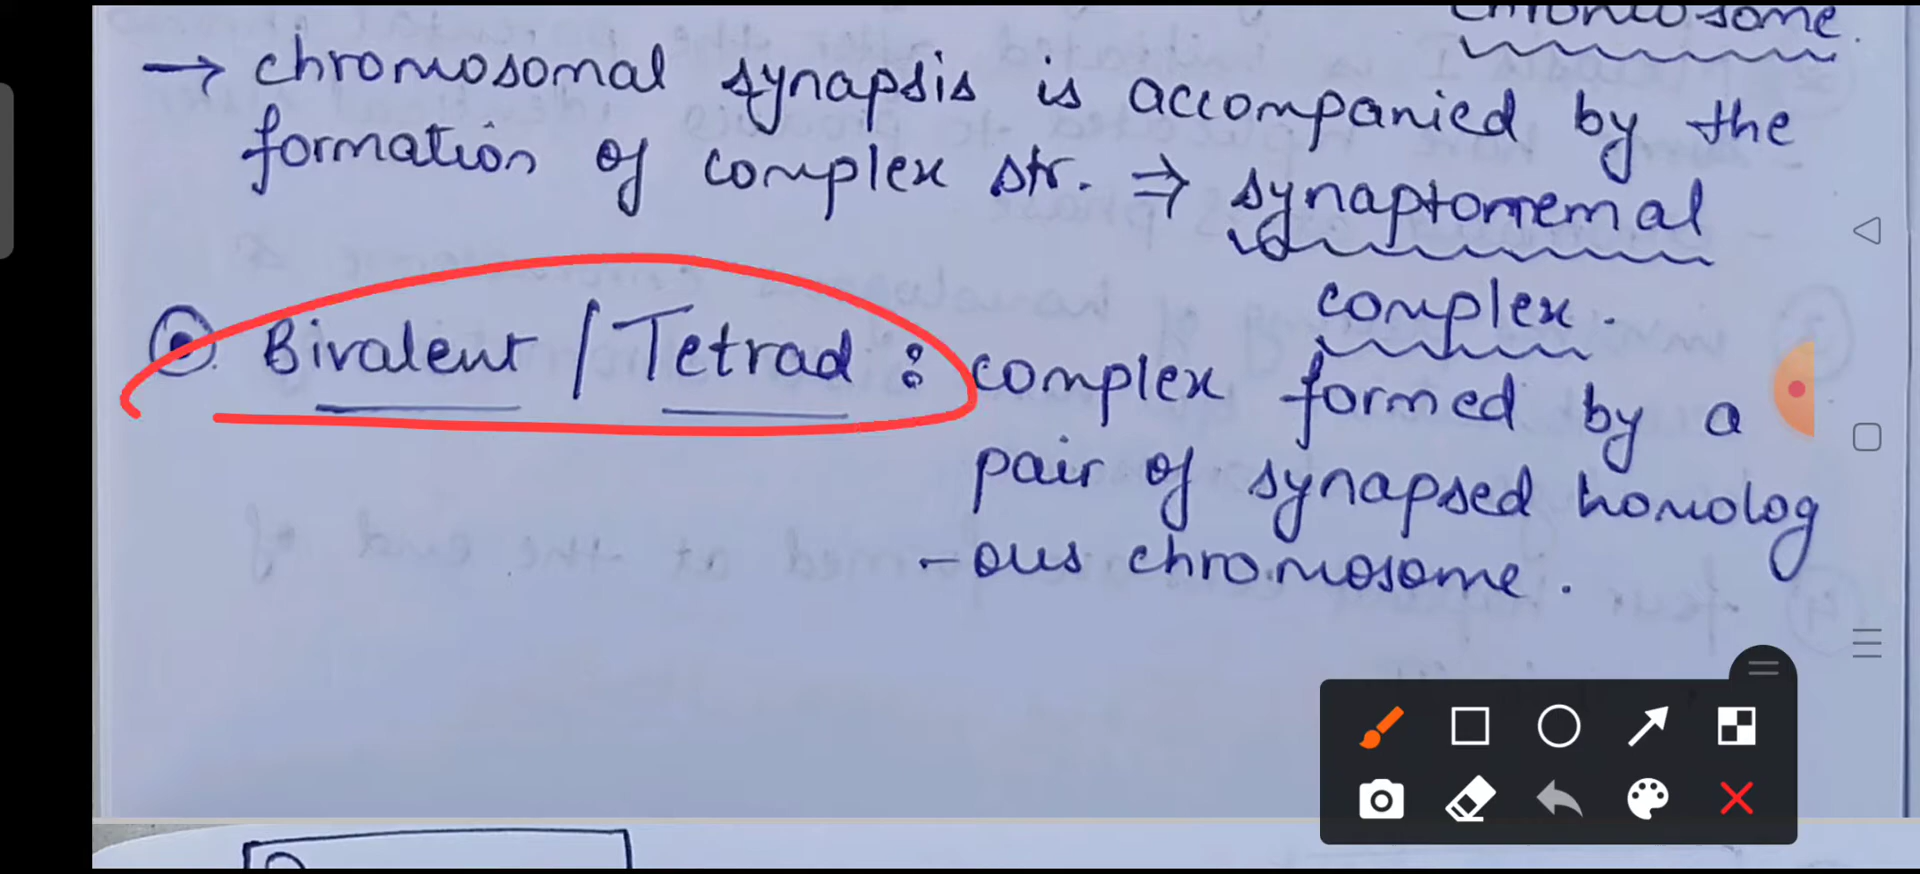 chromosome.
→ chromosomal synapsis is accompanied by the
formation of complex str. ⇒ synaptonemal
complex.
Bivalent / Tetrad : complex formed by a
pair of synapsed homolog
-ous chromosome.